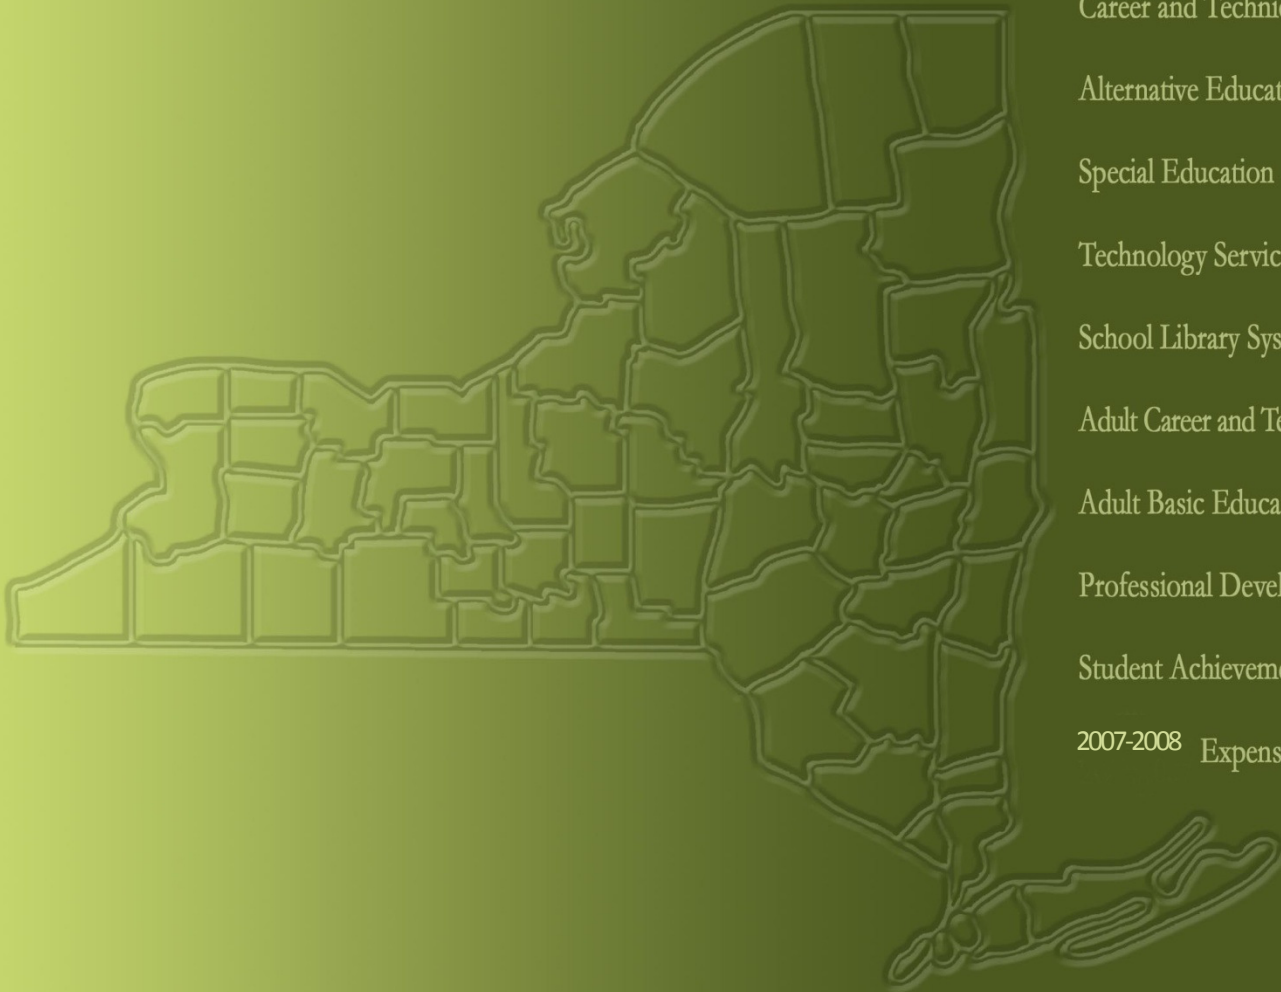 Career and Technic
Alternative Educat
Special Education
Technology Servic
School Library Sys
Adult Career and Te
Adult Basic Educa
Professional Devel
Student Achieveme
2007-2008 Expens